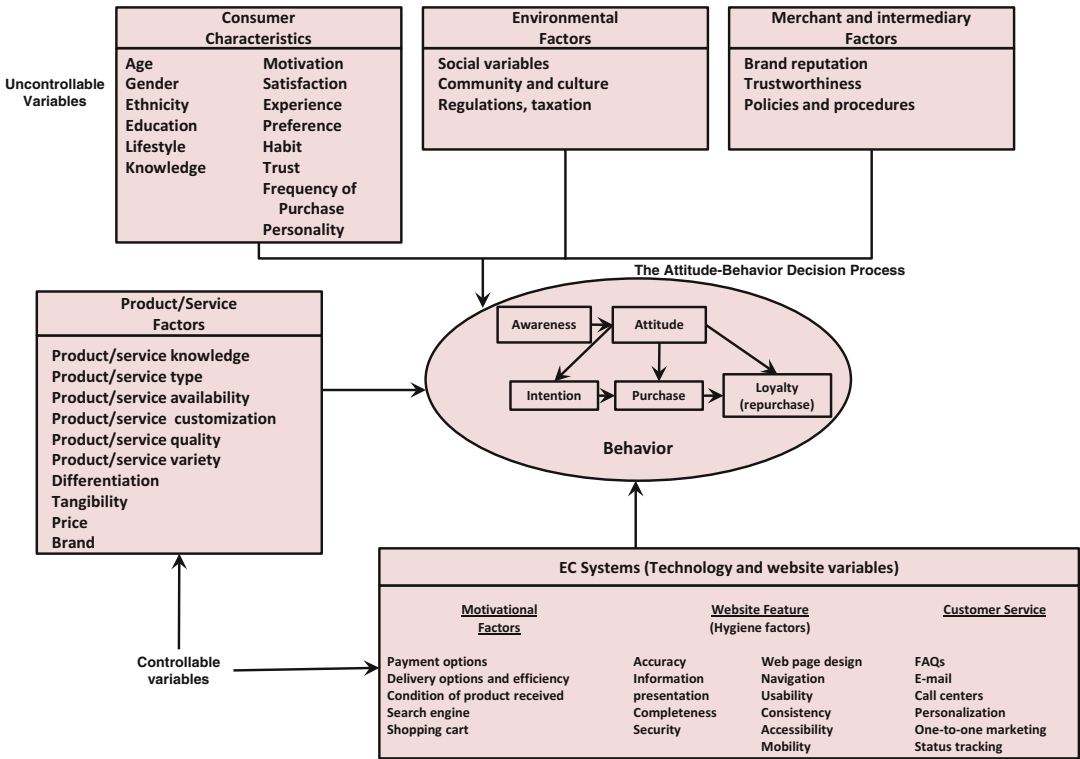 Consumer
Characteristics
Age
Gender
Ethnicity
Education
Lifestyle
Knowledge
Motivation
Satisfaction
Experience
Preference
Habit
Trust
Frequency of
Purchase
Personality
Environmental
Factors
Social variables
Community and culture
Regulations, taxation
Merchant and intermediary
Factors
Brand reputation
Trustworthiness
Policies and procedures
Uncontrollable
Variables
The Attitude-Behavior Decision Process
Awareness
Attitude
Intention
Purchase
Loyalty
(repurchase)
Behavior
Product/Service
Factors
Product/service knowledge
Product/service type
Product/service availability
Product/service customization
Product/service quality
Product/service variety
Differentiation
Tangibility
Price
Brand
Controllable
variables
EC Systems (Technology and website variables)
Motivational
Factors
Payment options
Delivery options and efficiency
Condition of product received
Search engine
Shopping cart
Website Feature
(Hygiene factors)
Accuracy
Information
presentation
Completeness
Security
Web page design
Navigation
Usability
Consistency
Accessibility
Mobility
Customer Service
FAQs
E-mail
Call centers
Personalization
One-to-one marketing
Status tracking